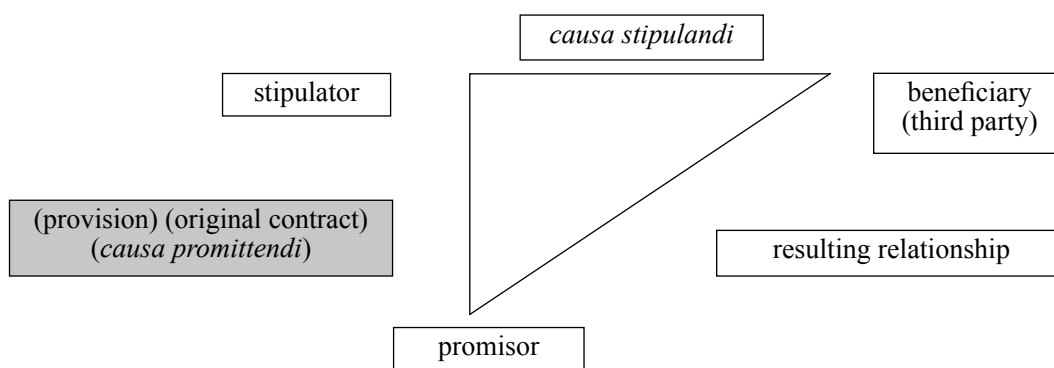 causa stipulandi
stipulator
beneficiary
(third party)
(provision) (original contract)
(causa promittendi)
resulting relationship
promisor